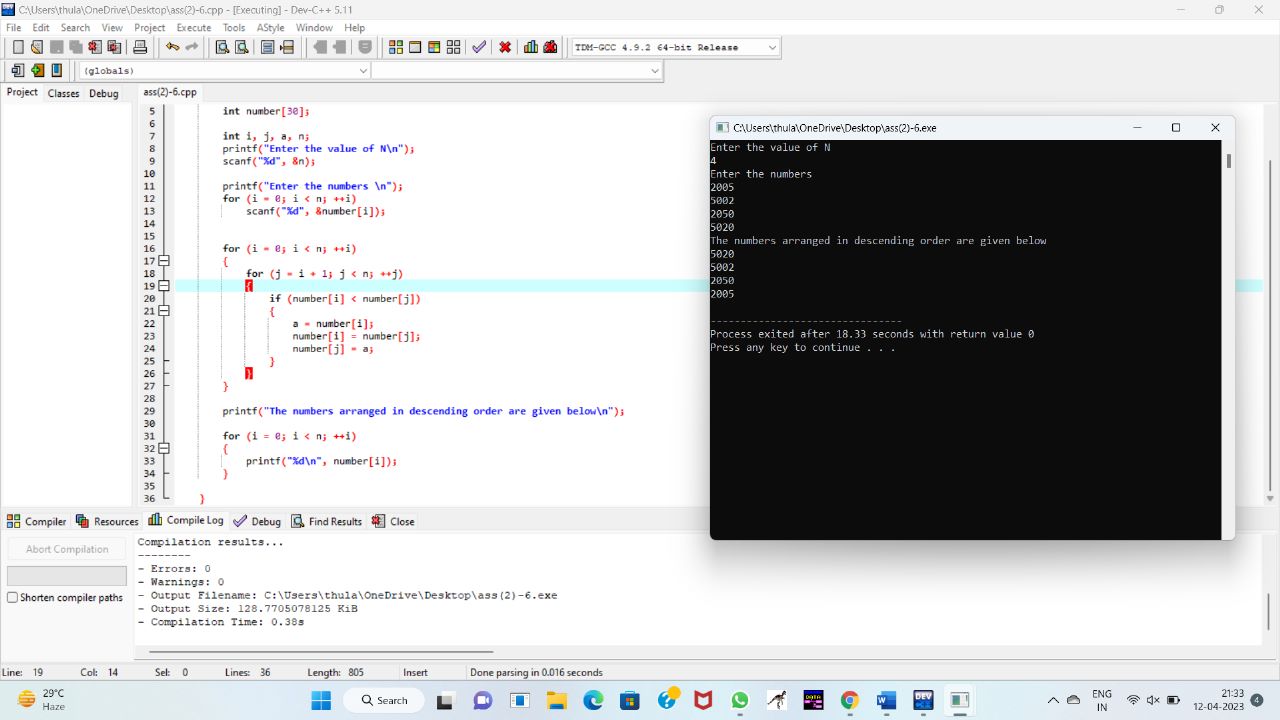 C:\Users\thula\OneDrive\Desktop\ass(2)-6.cpp - [Executing] - Dev-C++ 5.11
File Edit Search View Project Execute Tools AStyle Window Help
TDM-GCC 4.9.2 64-bit Release
(globals)
Project Classes Debug
ass(2)-6.cpp
5 int number[30];
6
7 int i, j, a, n;
8 printf("Enter the value of N\n");
9 scanf("%d", &n);
10
11 printf("Enter the numbers \n");
12 for (i = 0; i < n; ++i)
13 scanf("%d", &number[i]);
14
15
16 for (i = 0; i < n; ++i)
17 {
18 for (j = i + 1; j < n; ++j)
19 {
20 if (number[i] < number[j])
21 {
22 a = number[i];
23 number[i] = number[j];
24 number[j] = a;
25 }
26 }
27 }
28
29 printf("The numbers arranged in descending order are given below\n");
30
31 for (i = 0; i < n; ++i)
32 {
33 printf("%d\n", number[i]);
34 }
35
36 }
C:\Users\thula\OneDrive\Desktop\ass(2)-6.exe
Enter the value of N
4
Enter the numbers
2005
5002
2050
5020
The numbers arranged in descending order are given below
5020
5002
2050
2005
--------------------------------
Process exited after 18.33 seconds with return value 0
Press any key to continue . . .
Compiler Resources Compile Log Debug Find Results Close
Abort Compilation
Shorten compiler paths
Compilation results...
--------
- Errors: 0
- Warnings: 0
- Output Filename: C:\Users\thula\OneDrive\Desktop\ass(2)-6.exe
- Output Size: 128.7705078125 KiB
- Compilation Time: 0.38s
Line: 19 Col: 14 Sel: 0 Lines: 36 Length: 805 Insert Done parsing in 0.016 seconds
29°C
Haze
Search
DATA
DEV
ENG
IN
21:33
12-04-2023
4